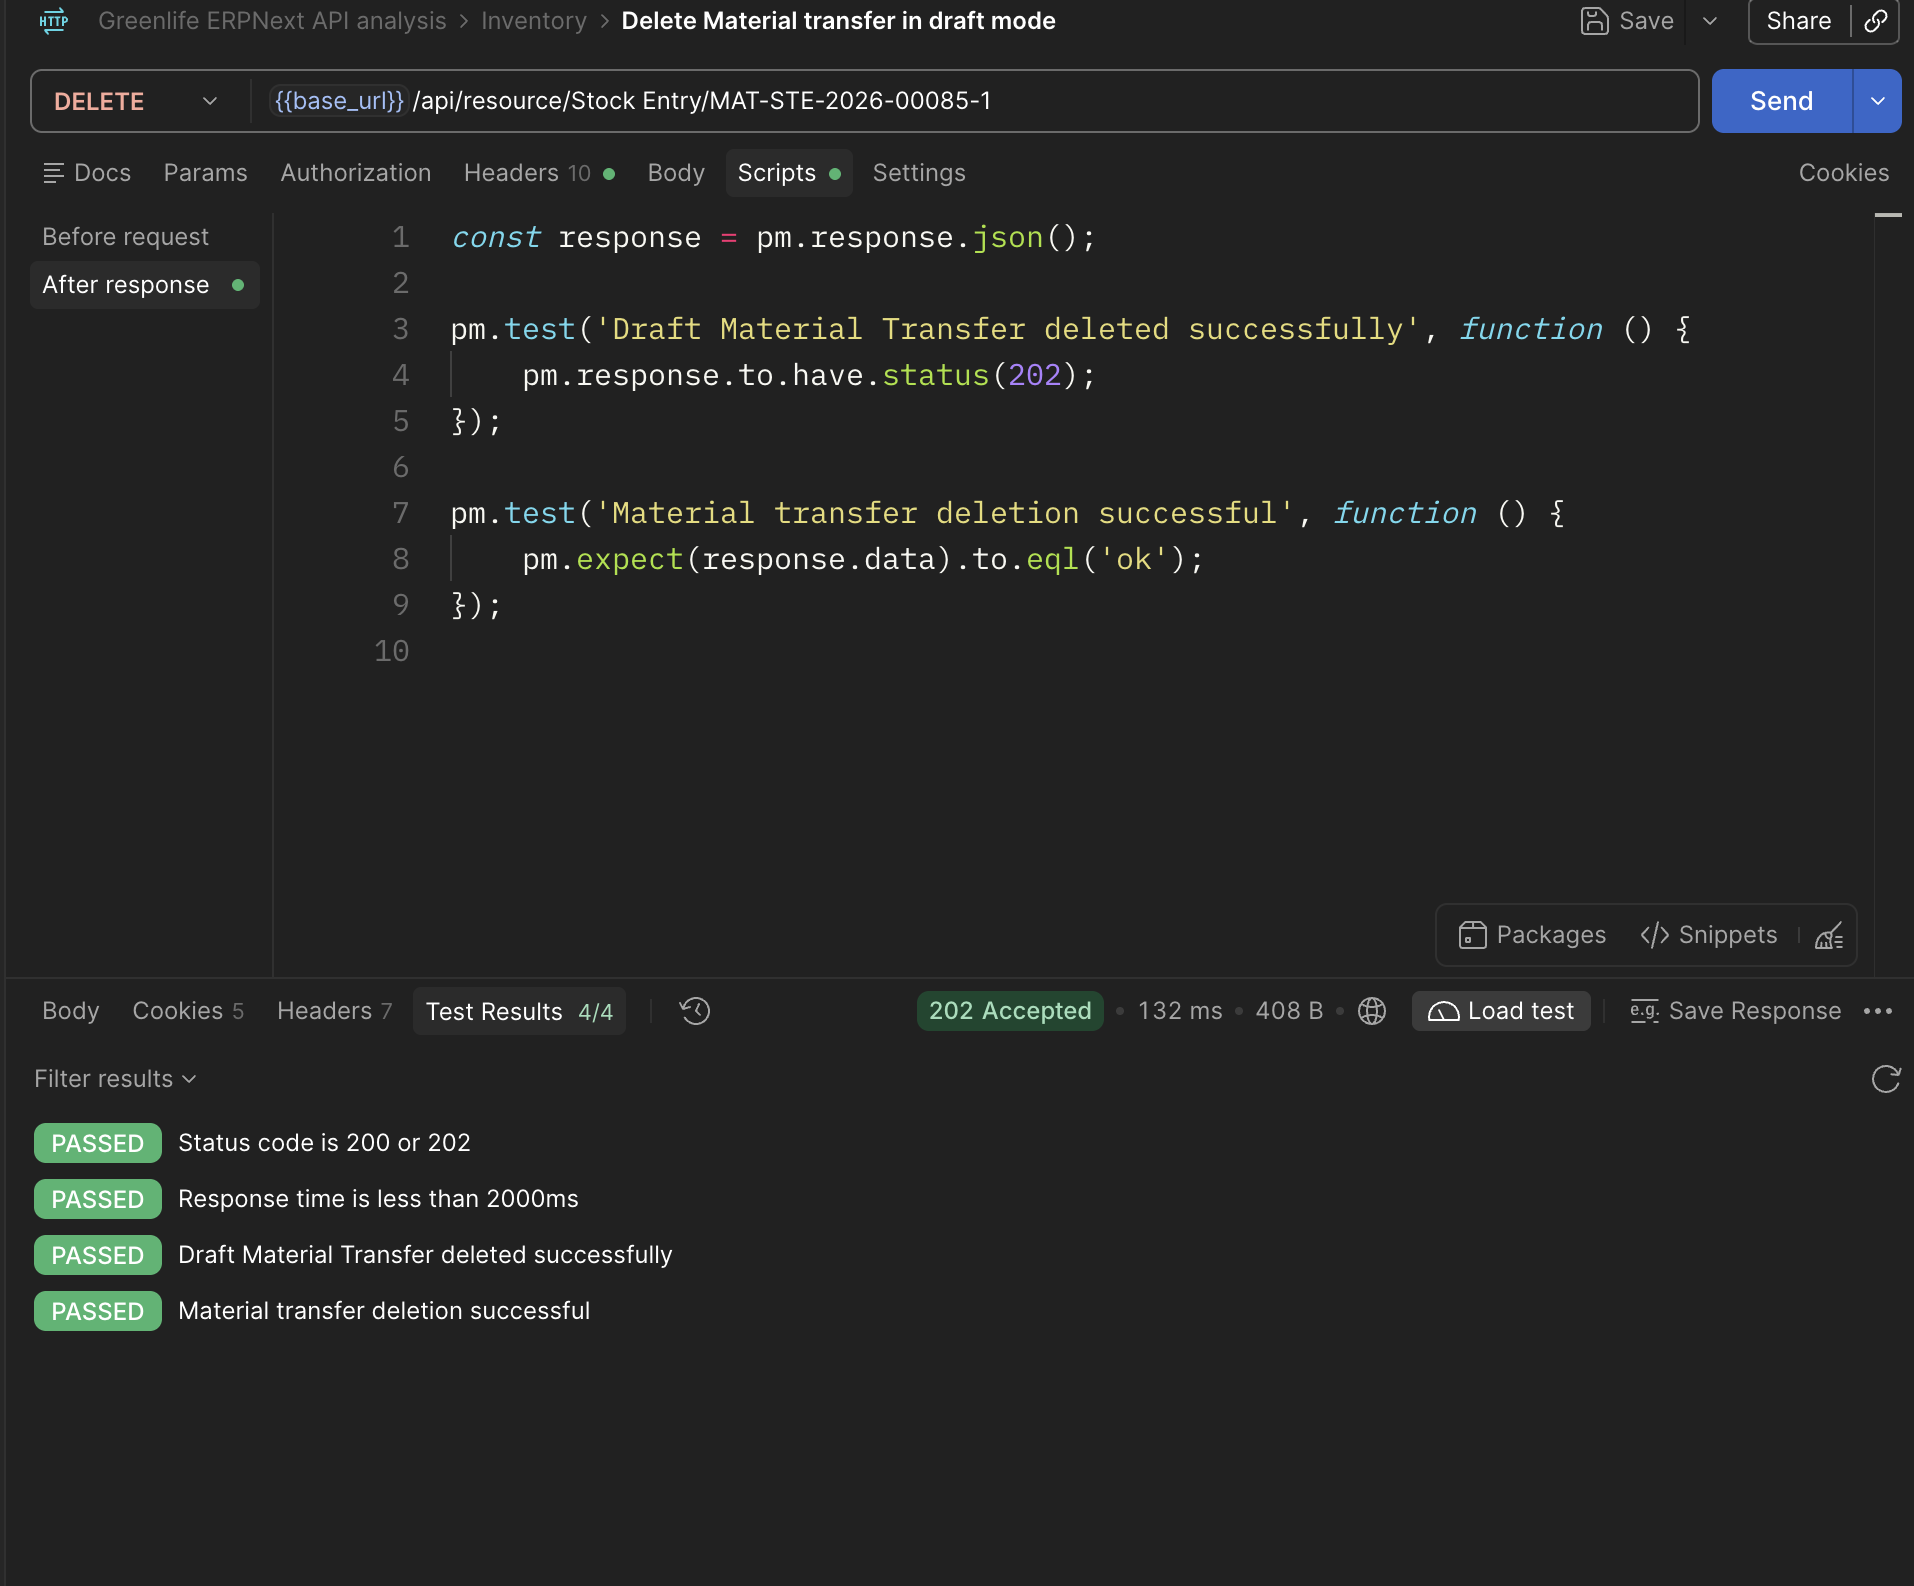 HTTP Greenlife ERPNext API analysis > Inventory > Delete Material transfer in draft mode Save Share
DELETE {{base_url}} /api/resource/Stock Entry/MAT-STE-2026-00085-1 Send
Docs Params Authorization Headers 10 Body Scripts Settings Cookies
Before request
After response
1 const response = pm.response.json();
2
3 pm.test('Draft Material Transfer deleted successfully', function () {
4 pm.response.to.have.status(202);
5 });
6
7 pm.test('Material transfer deletion successful', function () {
8 pm.expect(response.data).to.eql('ok');
9 });
10
Packages </> Snippets
Body Cookies 5 Headers 7 Test Results 4/4 202 Accepted • 132 ms • 408 B • Load test e.g. Save Response
Filter results
PASSED Status code is 200 or 202
PASSED Response time is less than 2000ms
PASSED Draft Material Transfer deleted successfully
PASSED Material transfer deletion successful